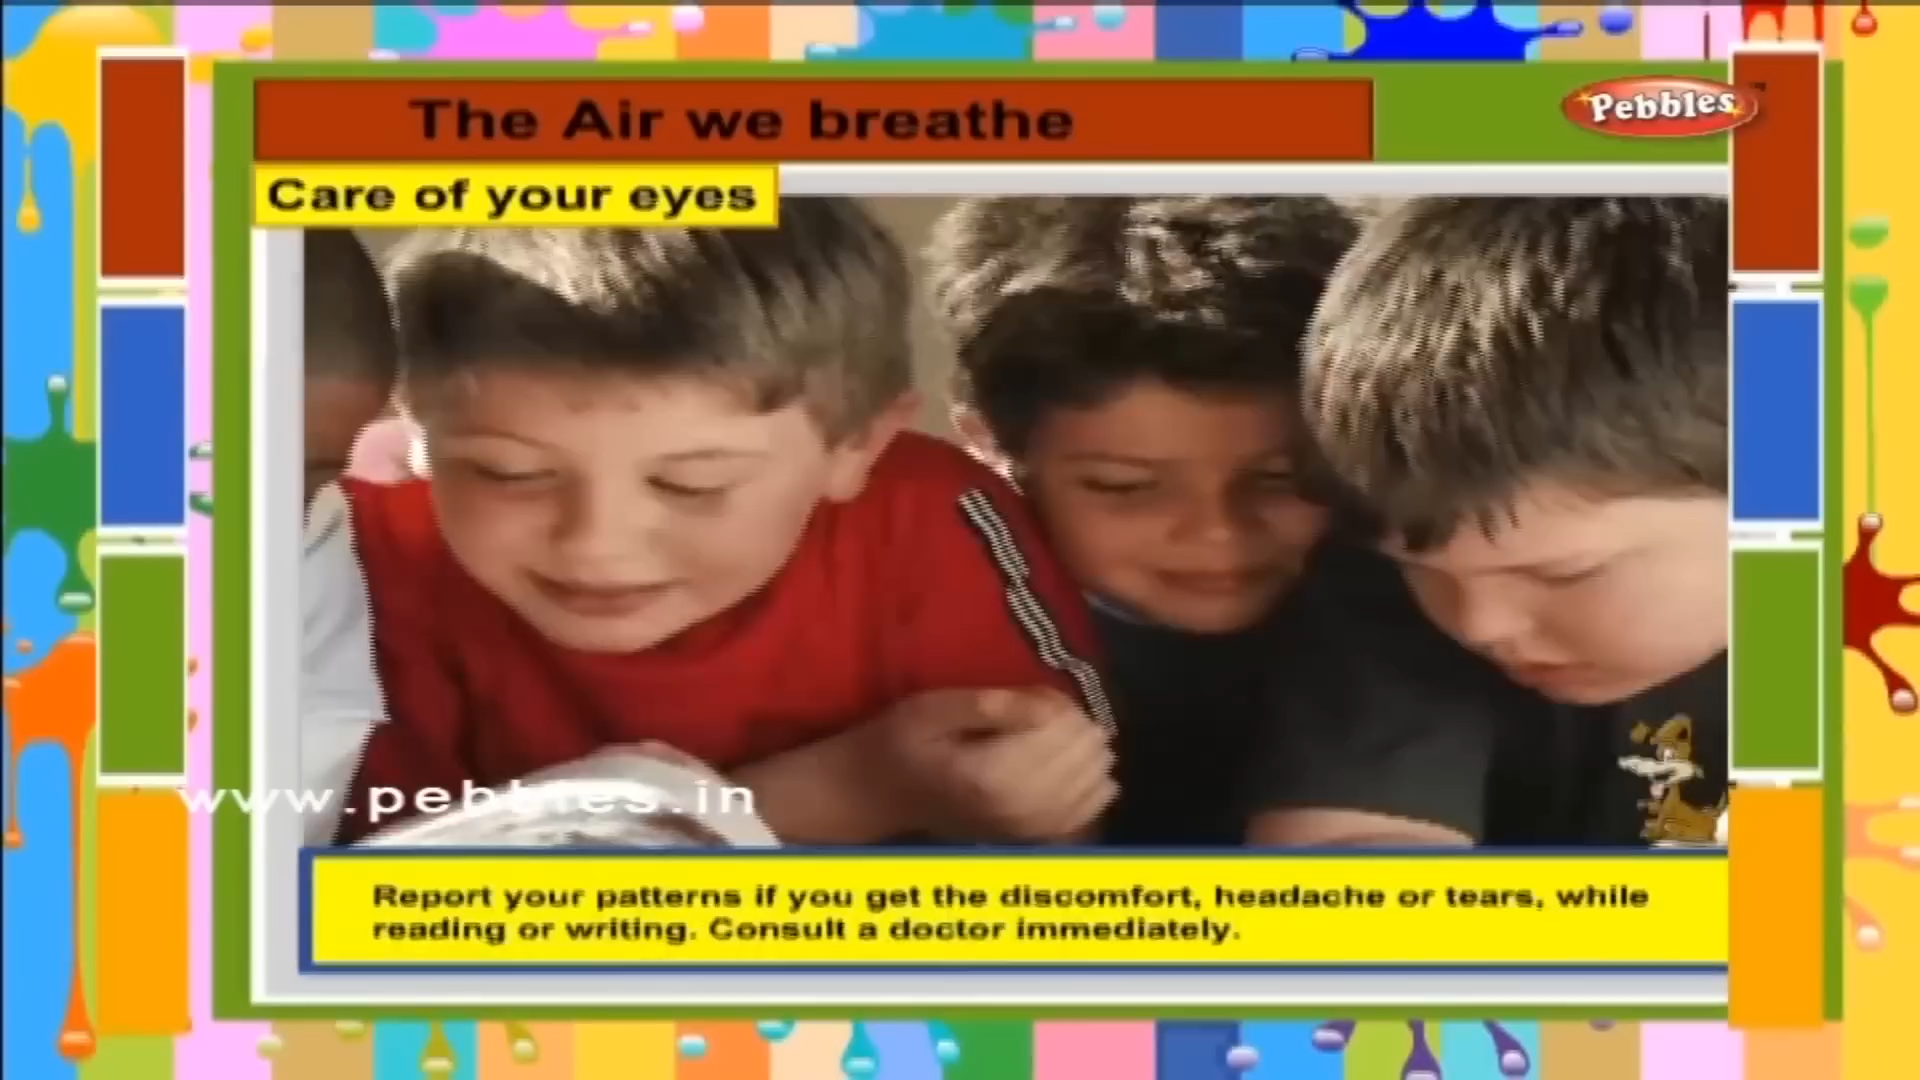 The Air we breathe
Pebbles
Care of your eyes
www.pebbles.in
Report your patterns if you get the discomfort, headache or tears, while
reading or writing. Consult a doctor immediately.